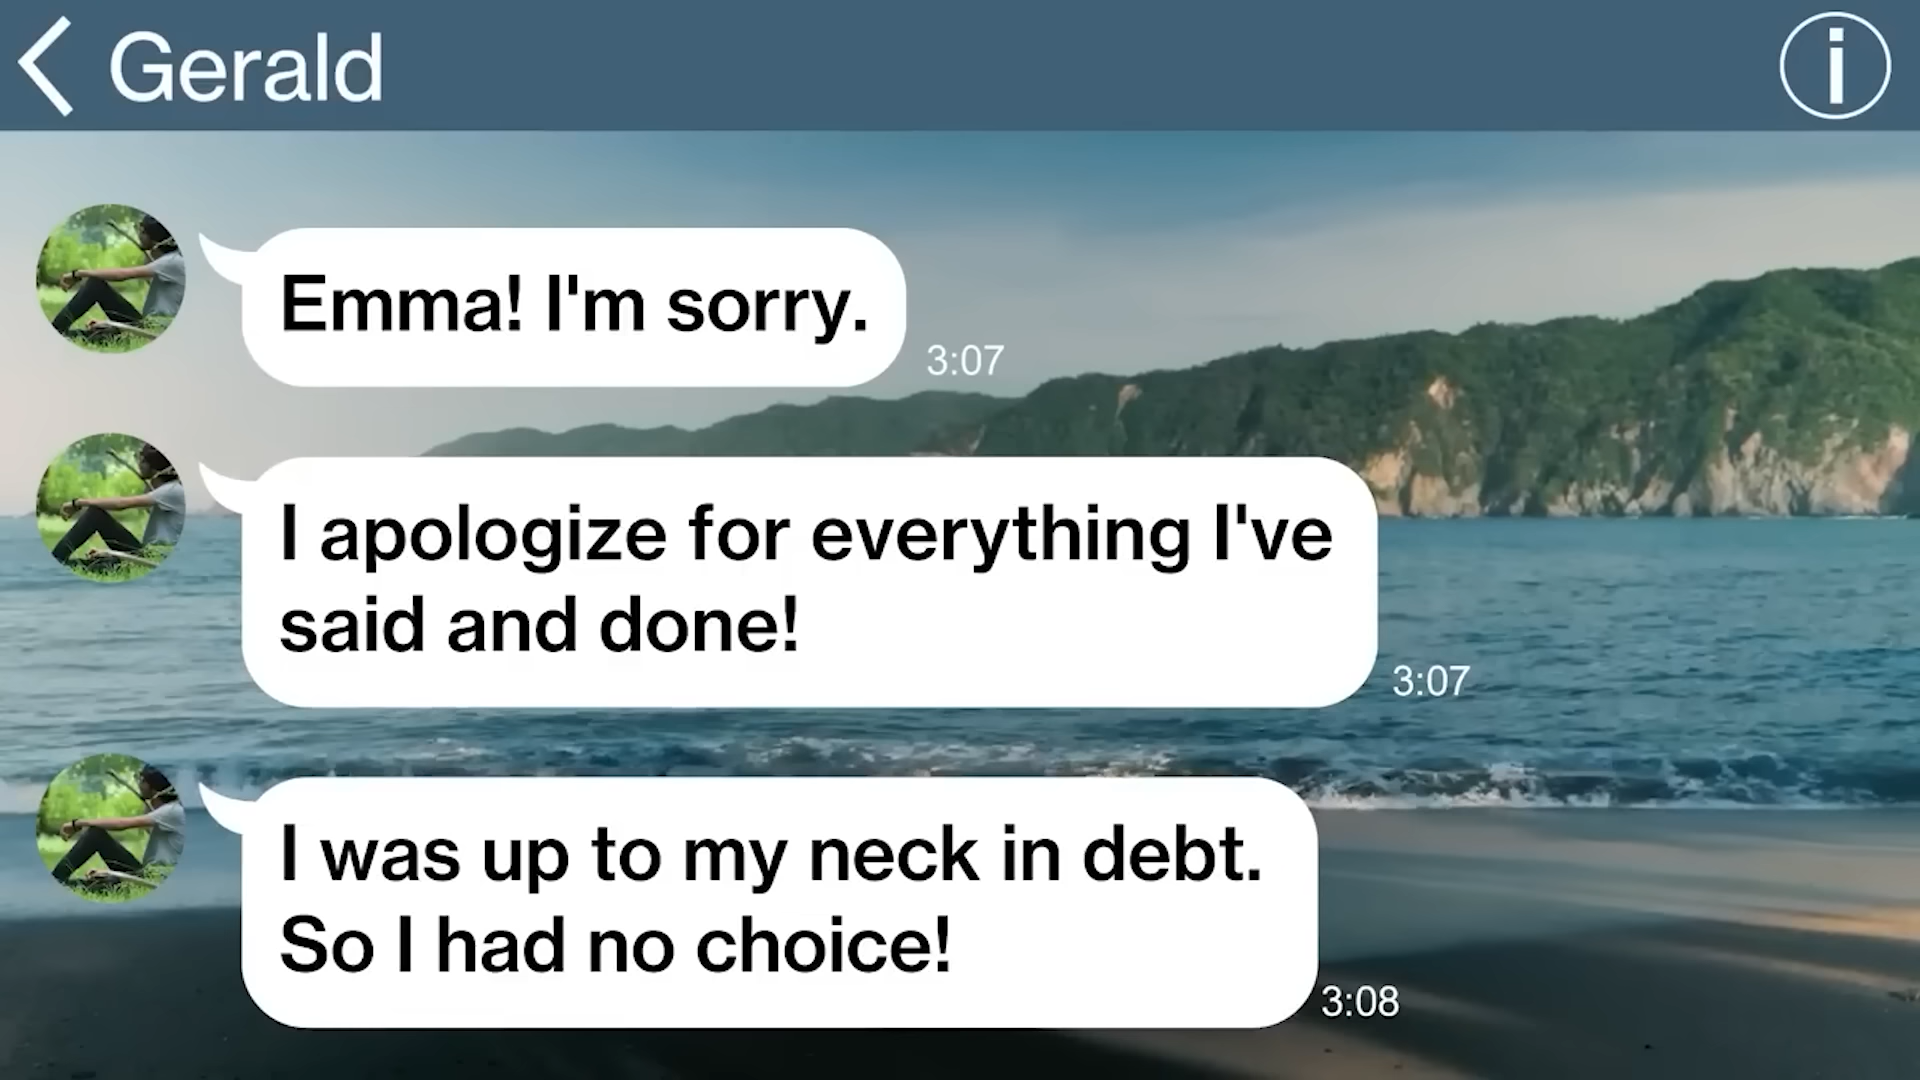 Gerald
Emma! I'm sorry.
3:07
I apologize for everything I've
said and done!
3:07
I was up to my neck in debt.
So I had no choice!
3:08